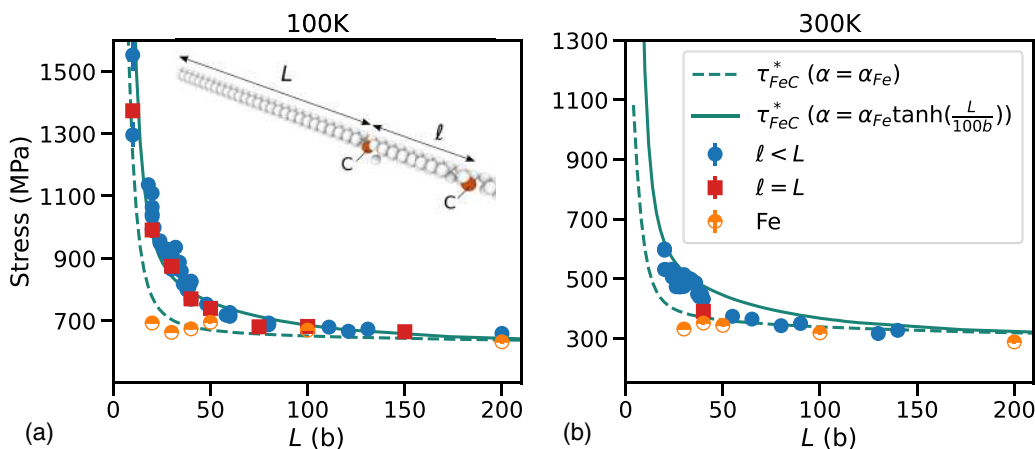 100K
Stress (MPa)
1500
1300
1100
900
700
0
50
100
150
200
L (b)
(a)
L
ℓ
C
C
300K
1300
1100
900
700
500
300
0
50
100
150
200
L (b)
(b)
τ*FeC (α = αFe)
τ*FeC (α = αFe tanh(L/100b))
ℓ < L
ℓ = L
Fe